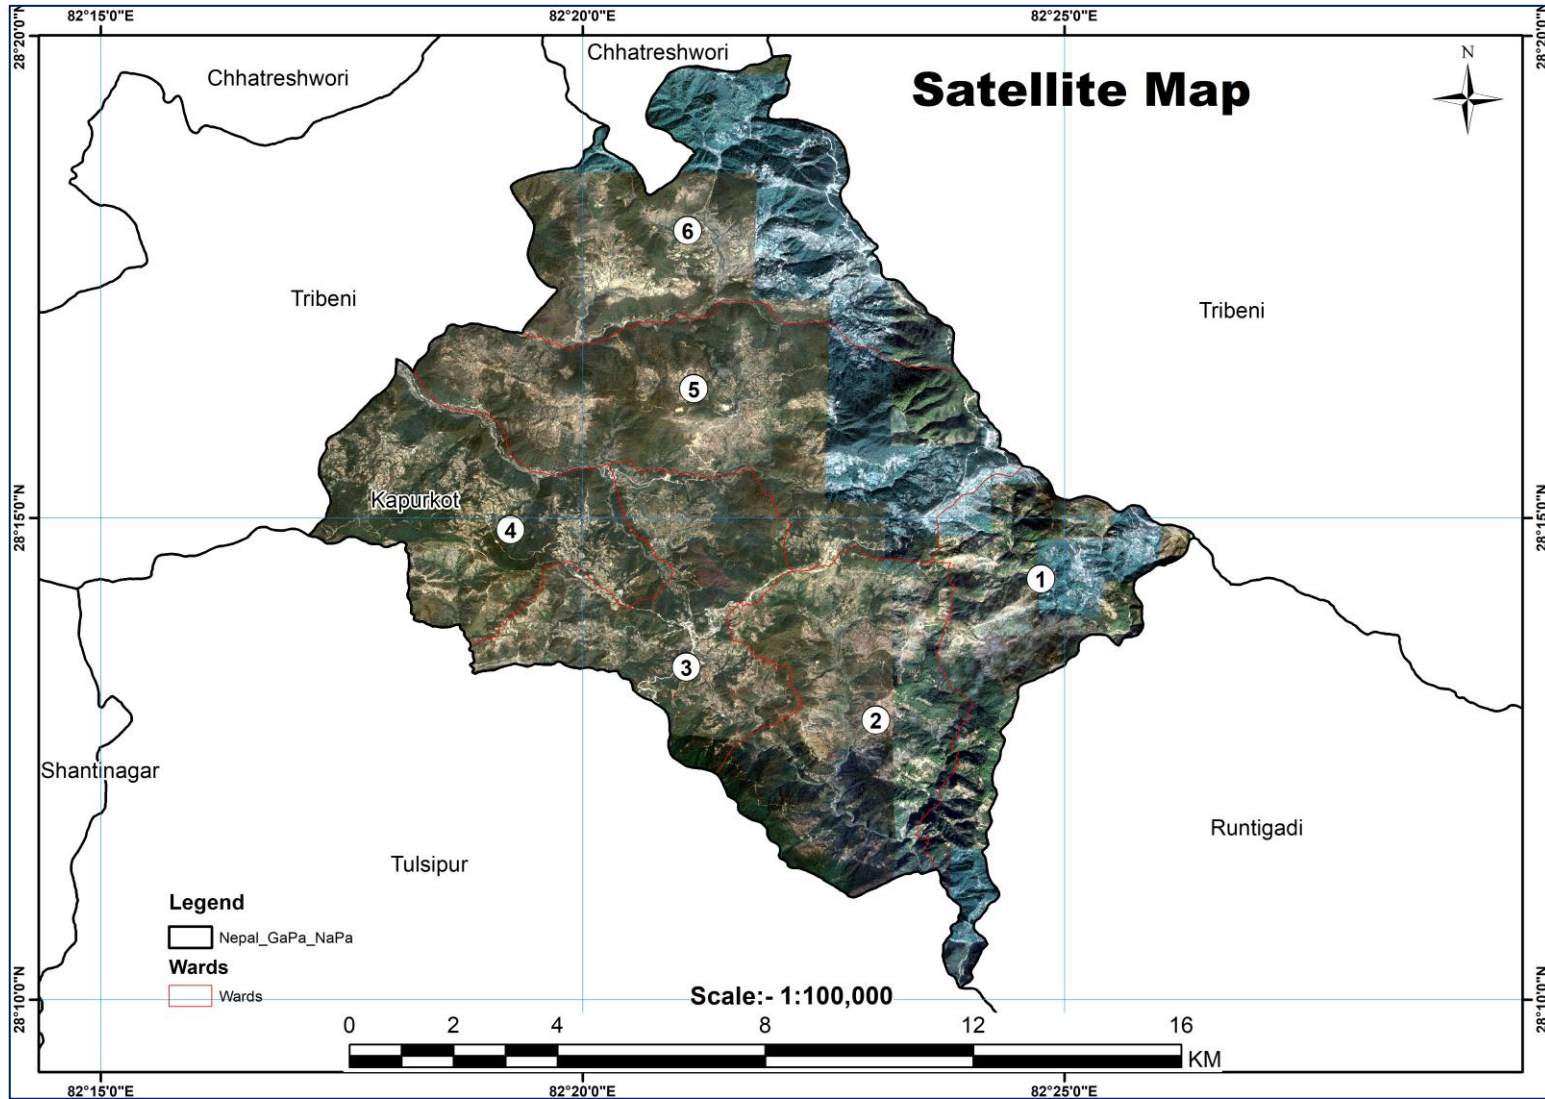 82°15'0"E 82°20'0"E 82°25'0"E
28°20'0"N 28°20'0"N
Chhatreshwori
Chhatreshwori
Satellite Map
N
6
Tribeni
Tribeni
5
Kapurkot
4
28°15'0"N 28°15'0"N
1
3
2
Shantinagar
Runtigadi
Tulsipur
Legend
Nepal_GaPa_NaPa
Wards
Wards
Scale:- 1:100,000
28°10'0"N 28°10'0"N
0 2 4 8 12 16
KM
82°15'0"E 82°20'0"E 82°25'0"E